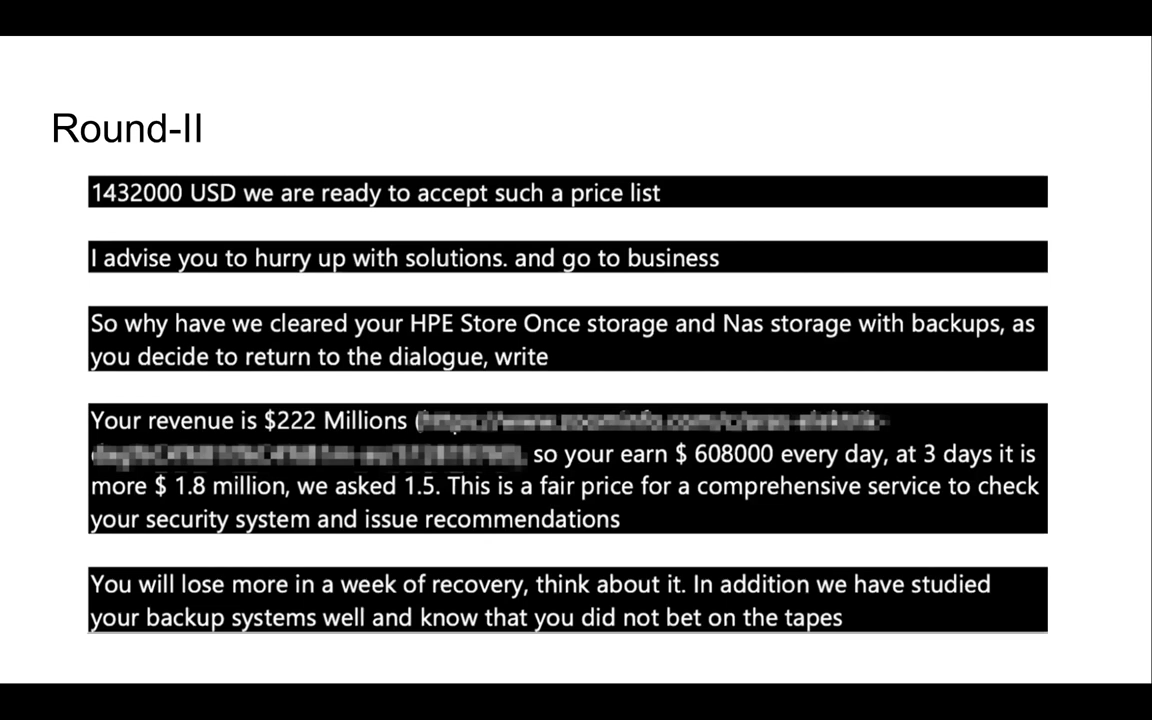 Round-II
1432000 USD we are ready to accept such a price list
I advise you to hurry up with solutions. and go to business
So why have we cleared your HPE Store Once storage and Nas storage with backups, as
you decide to return to the dialogue, write
Your revenue is $222 Millions (
so your earn $ 608000 every day, at 3 days it is
more $ 1.8 million, we asked 1.5. This is a fair price for a comprehensive service to check
your security system and issue recommendations
You will lose more in a week of recovery, think about it. In addition we have studied
your backup systems well and know that you did not bet on the tapes